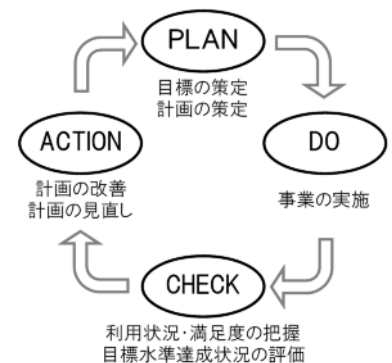 PLAN
目標の策定
計画の策定
DO
事業の実施
CHECK
利用状況・満足度の把握
目標水準達成状況の評価
ACTION
計画の改善
計画の見直し